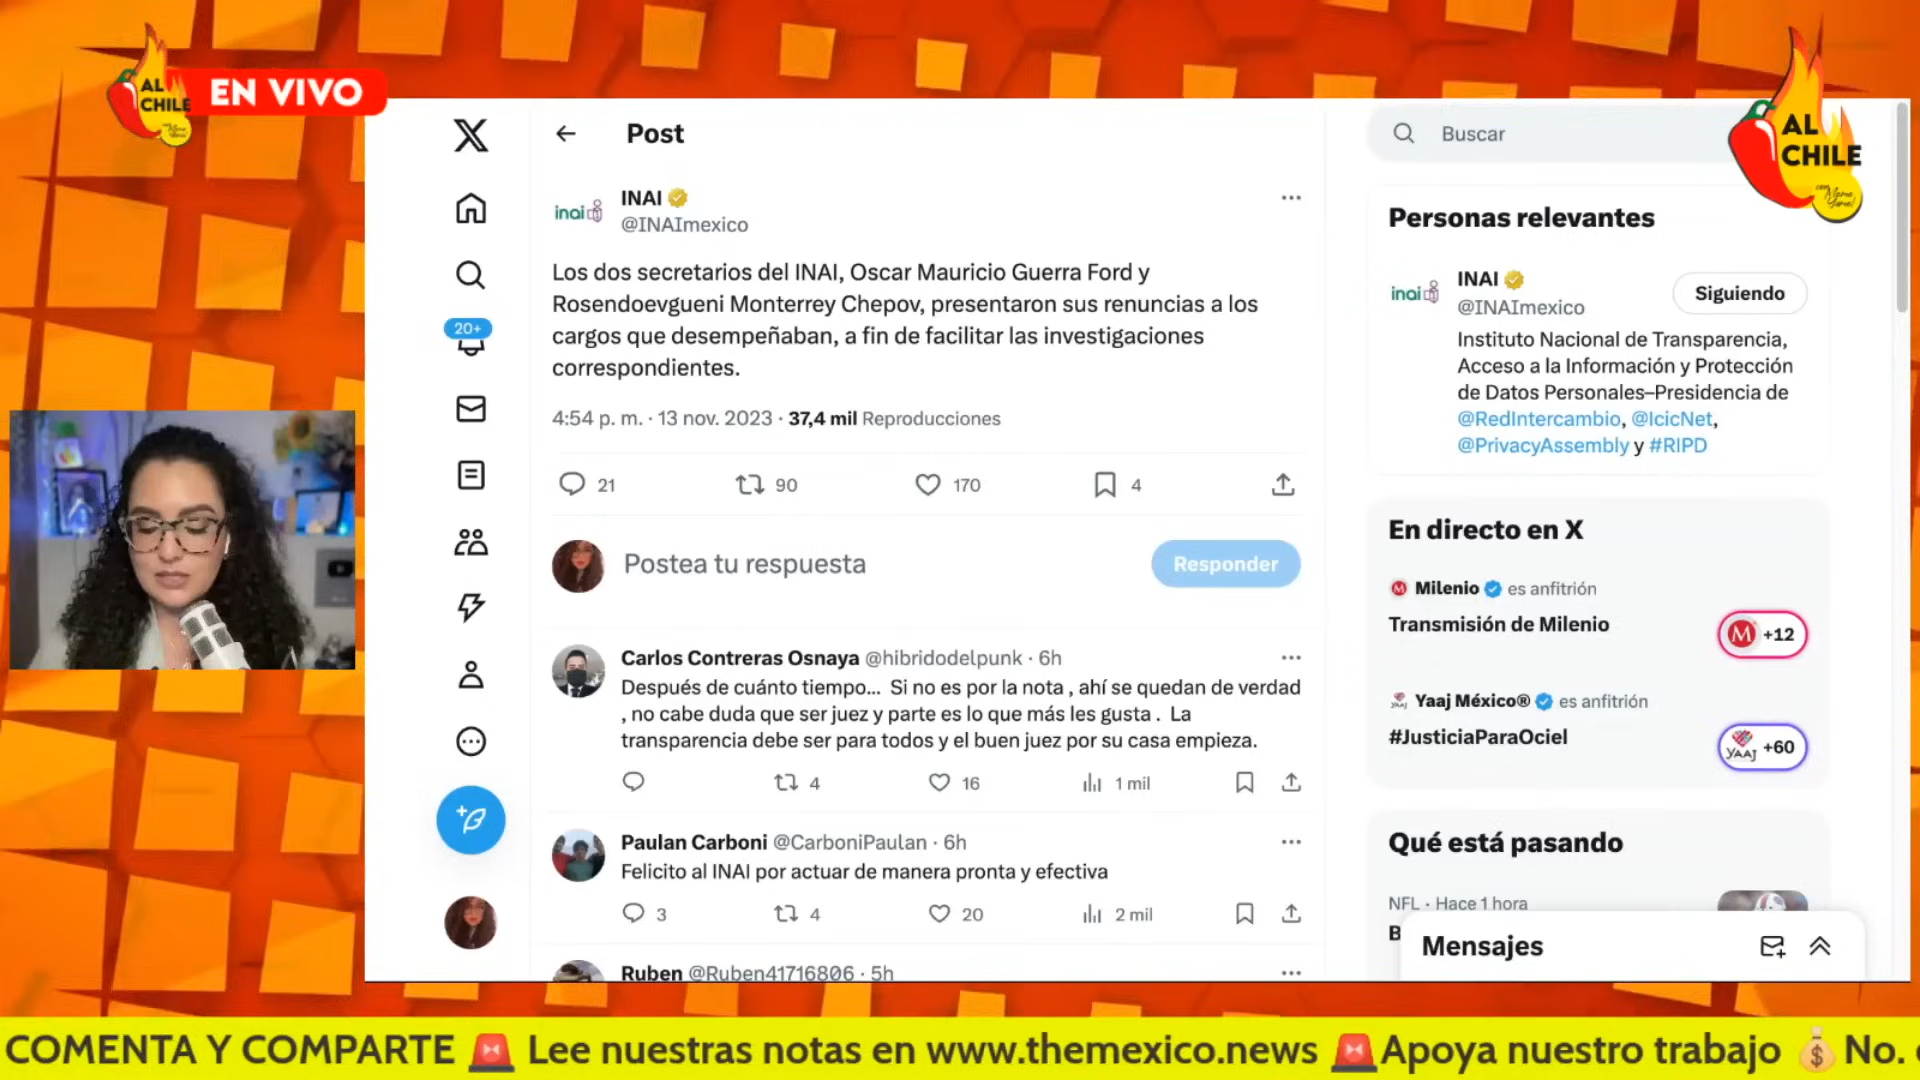 AL
CHILE
EN VIVO
Post
INAI
@INAImexico
Los dos secretarios del INAI, Oscar Mauricio Guerra Ford y
Rosendoevgueni Monterrey Chepov, presentaron sus renuncias a los
cargos que desempeñaban, a fin de facilitar las investigaciones
correspondientes.
4:54 p. m. · 13 nov. 2023 · 37,4 mil Reproducciones
21
90
170
4
Postea tu respuesta
Responder
Carlos Contreras Osnaya @hibridodelpunk · 6h
Después de cuánto tiempo... Si no es por la nota , ahí se quedan de verdad
, no cabe duda que ser juez y parte es lo que más les gusta . La
transparencia debe ser para todos y el buen juez por su casa empieza.
4
16
1 mil
Paulan Carboni @CarboniPaulan · 6h
Felicito al INAI por actuar de manera pronta y efectiva
3
4
20
2 mil
Ruben @Ruben41716806 · 5h
20+
inai
Buscar
AL
CHILE
con
Personas relevantes
inai
INAI
@INAImexico
Siguiendo
Instituto Nacional de Transparencia,
Acceso a la Información y Protección
de Datos Personales–Presidencia de
@RedIntercambio, @IcicNet,
@PrivacyAssembly y #RIPD
En directo en X
Milenio es anfitrión
Transmisión de Milenio
M +12
Yaaj México® es anfitrión
#JusticiaParaOciel
YAAJ +60
Qué está pasando
NFL · Hace 1 hora
B
Mensajes
COMENTA Y COMPARTE 🚨 Lee nuestras notas en www.themexico.news 🚨Apoya nuestro trabajo 💰No.